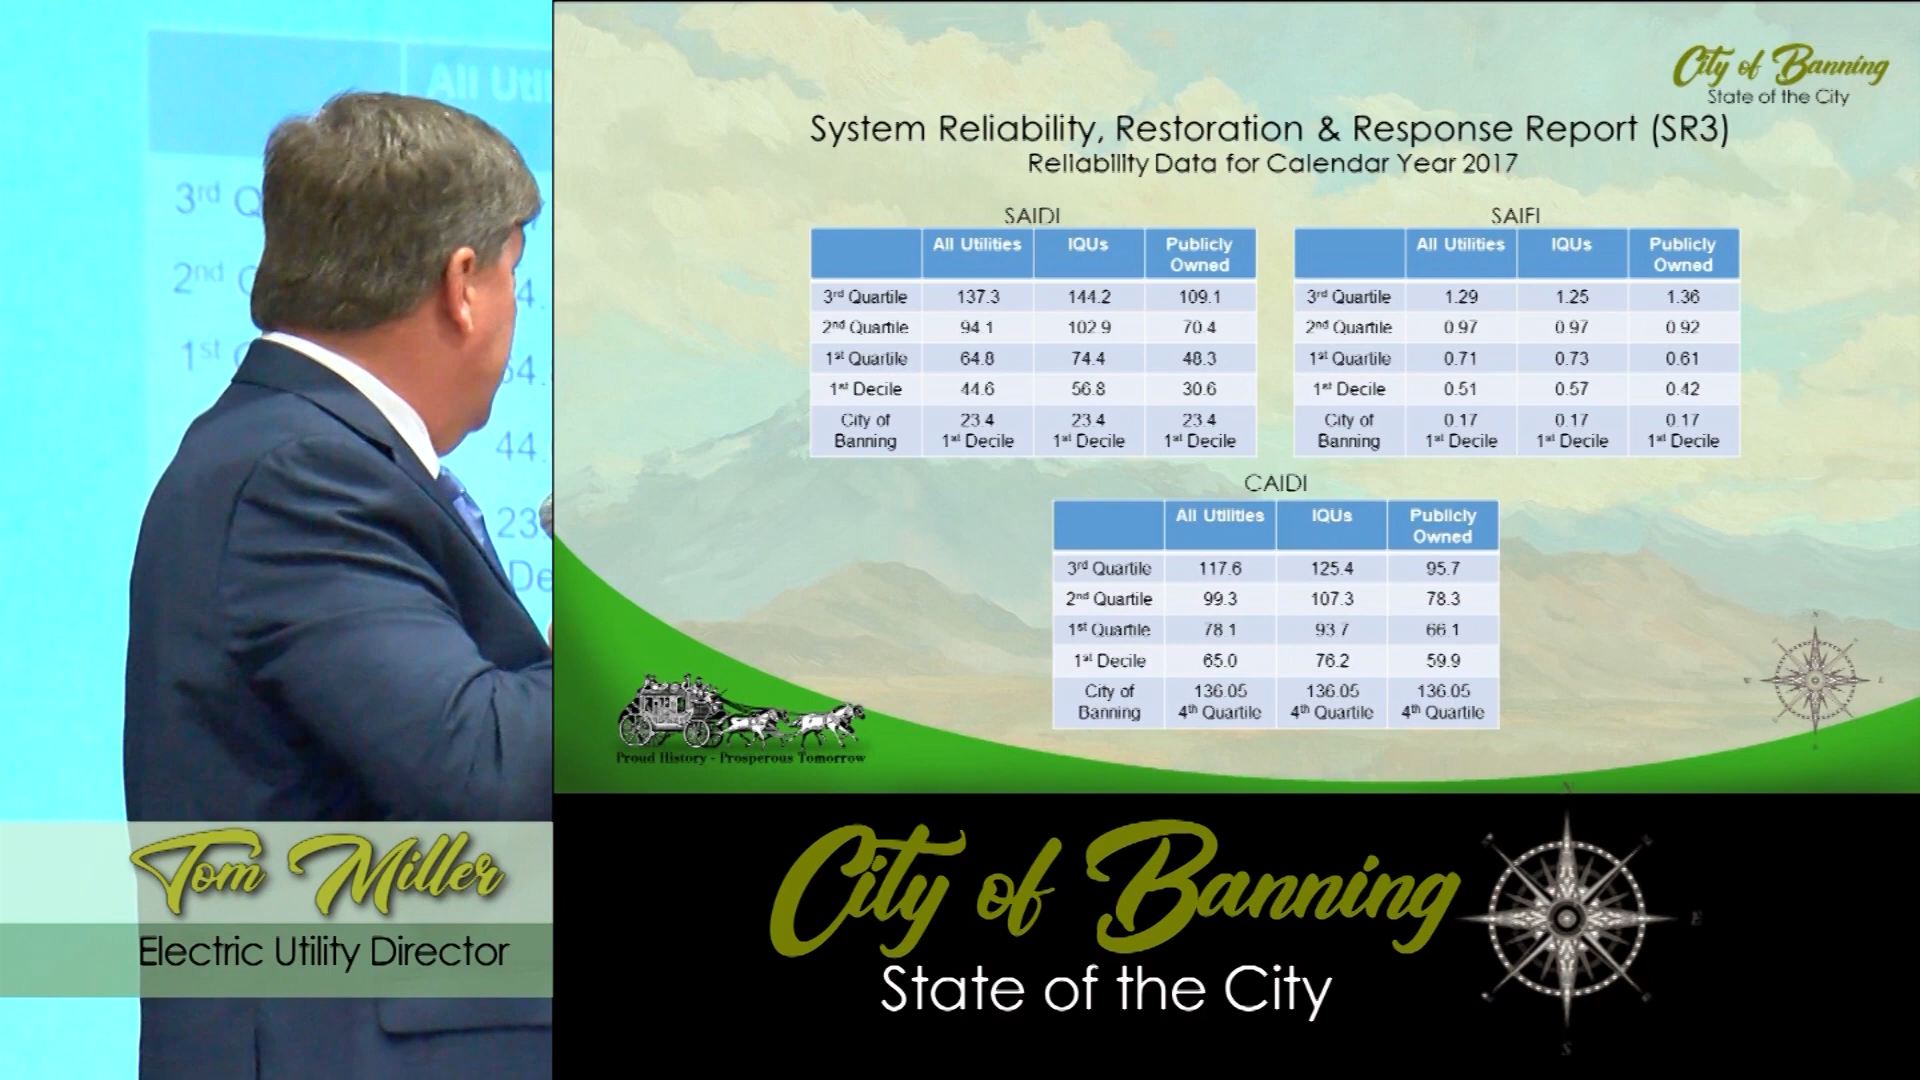 All Uti
3rd Q
2nd
4.
1st
64.
44.
23.
De
Tom Miller
Electric Utility Director
City of Banning
State of the City
System Reliability, Restoration & Response Report (SR3)
Reliability Data for Calendar Year 2017
SAIDI
All Utilities IQUs Publicly Owned
3rd Quartile 137.3 144.2 109.1
2nd Quartile 94.1 102.9 70.4
1st Quartile 64.8 74.4 48.3
1st Decile 44.6 56.8 30.6
City of Banning 23.4 1st Decile 23.4 1st Decile 23.4 1st Decile
SAIFI
All Utilities IQUs Publicly Owned
3rd Quartile 1.29 1.25 1.36
2nd Quartile 0.97 0.97 0.92
1st Quartile 0.71 0.73 0.61
1st Decile 0.51 0.57 0.42
City of Banning 0.17 1st Decile 0.17 1st Decile 0.17 1st Decile
CAIDI
All Utilities IQUs Publicly Owned
3rd Quartile 117.6 125.4 95.7
2nd Quartile 99.3 107.3 78.3
1st Quartile 78.1 93.7 66.1
1st Decile 65.0 76.2 59.9
City of Banning 136.05 4th Quartile 136.05 4th Quartile 136.05 4th Quartile
Proud History - Prosperous Tomorrow
City of Banning
State of the City
E
S